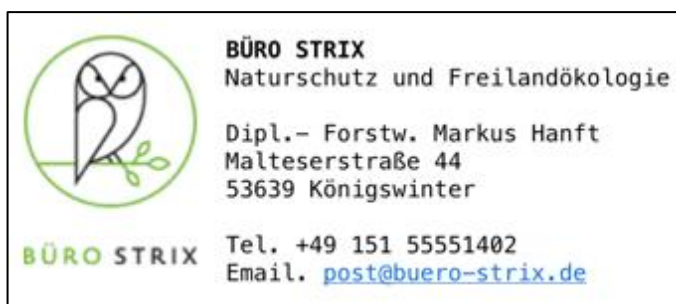 BÜRO STRIX
Naturschutz und Freilandökologie
Dipl.– Forstw. Markus Hanft
Malteserstraße 44
53639 Königswinter
BÜRO STRIX
Tel. +49 151 55551402
Email. post@buero-strix.de